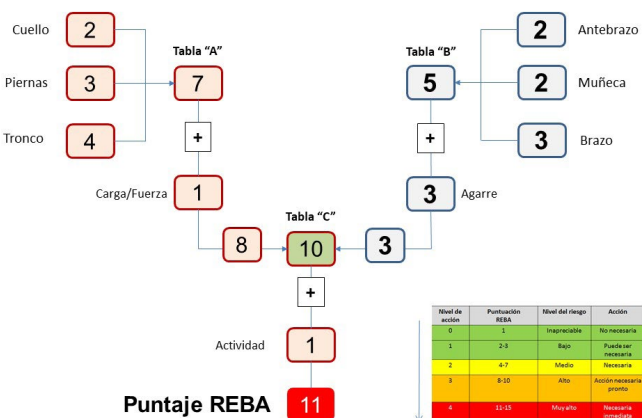 Cuello 2
Tabla "A"
Piernas 3
7
Tronco 4
+
Carga/Fuerza 1
8
Tabla "B"
5
2 Antebrazo
2 Muñeca
3 Brazo
+
3 Agarre
3
Tabla "C"
10
+
Actividad 1
Puntaje REBA 11
Nivel de acción Puntuación REBA Nivel del riesgo Acción
0 1 Inapreciable No necesaria
1 2-3 Bajo Puede ser necesaria
2 4-7 Medio Necesaria
3 8-10 Alto Acción necesaria pronto
4 11-15 Muy alto Necesaria inmediata